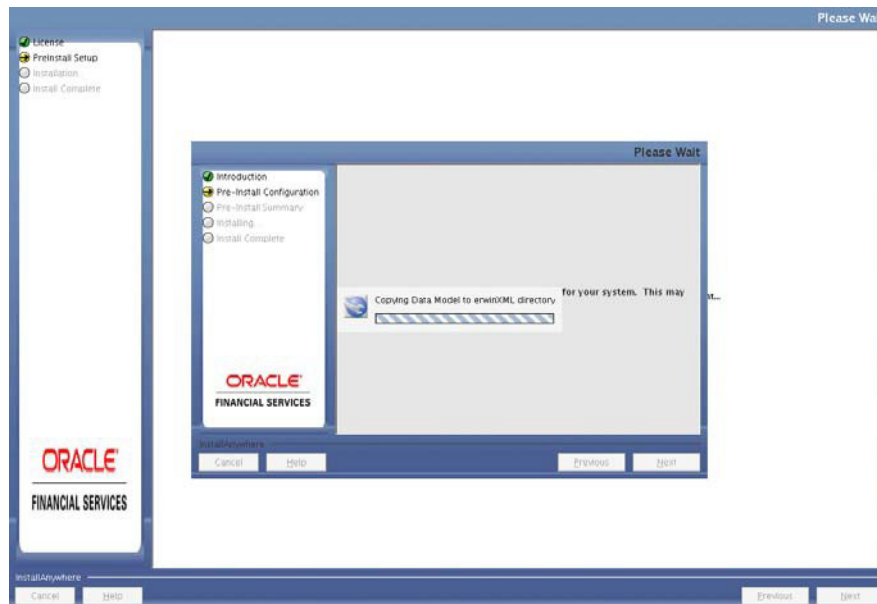 Please Wa
License
Preinstall Setup
Installation...
Install Complete
Please Wait
Introduction
Pre-Install Configuration
Pre-Install Summary
Installing...
Install Complete
for your system. This may
nt...
Copying Data Model to erwinXML directory
ORACLE®
FINANCIAL SERVICES
InstallAnywhere
Cancel
Help
Previous
Next
ORACLE®
FINANCIAL SERVICES
InstallAnywhere
Cancel
Help
Previous
Next